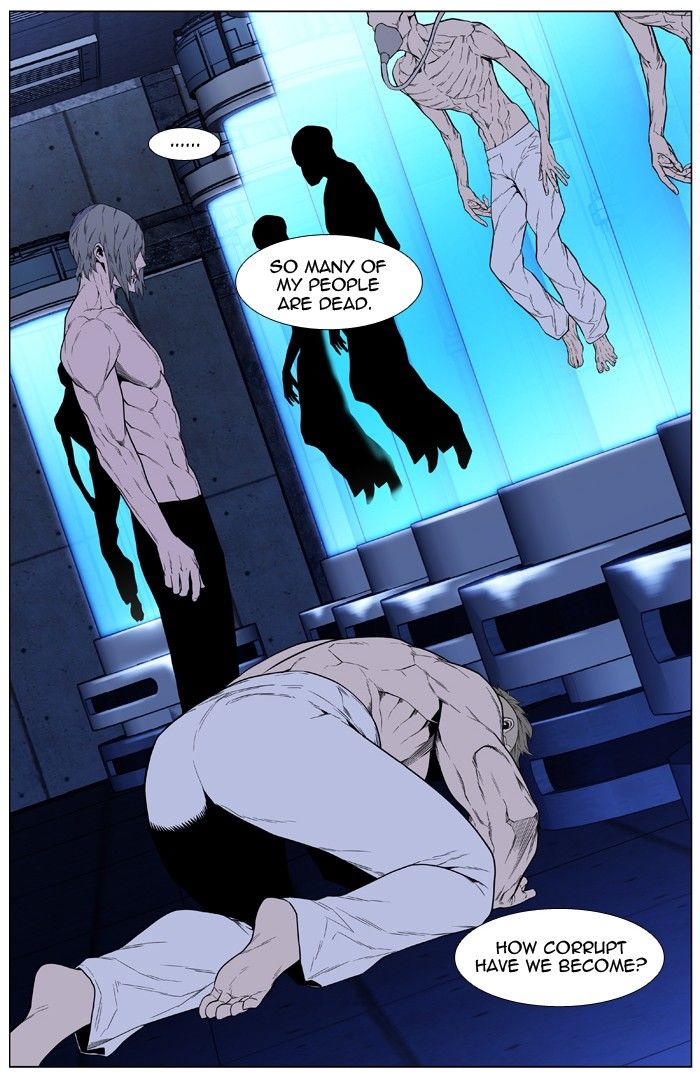 ......
SO MANY OF
MY PEOPLE
ARE DEAD.
HOW CORRUPT
HAVE WE BECOME?